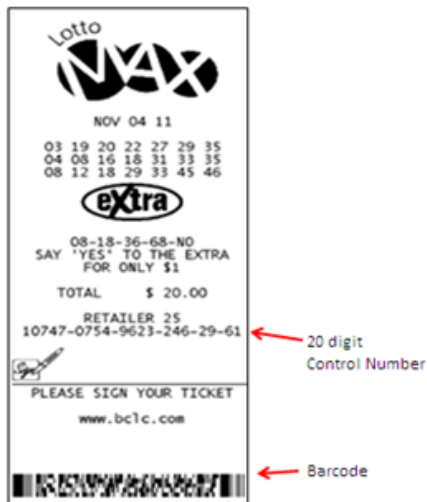 Lotto
MAX
NOV 04 11
03 19 20 22 27 29 35
04 08 16 18 31 33 35
08 12 18 29 33 45 46
eXtra
08-18-36-68-NO
SAY 'YES' TO THE EXTRA
FOR ONLY $1
TOTAL $ 20.00
RETAILER 25
10747-0754-9623-246-29-61
20 digit
Control Number
Sign
PLEASE SIGN YOUR TICKET
www.bclc.com
Barcode